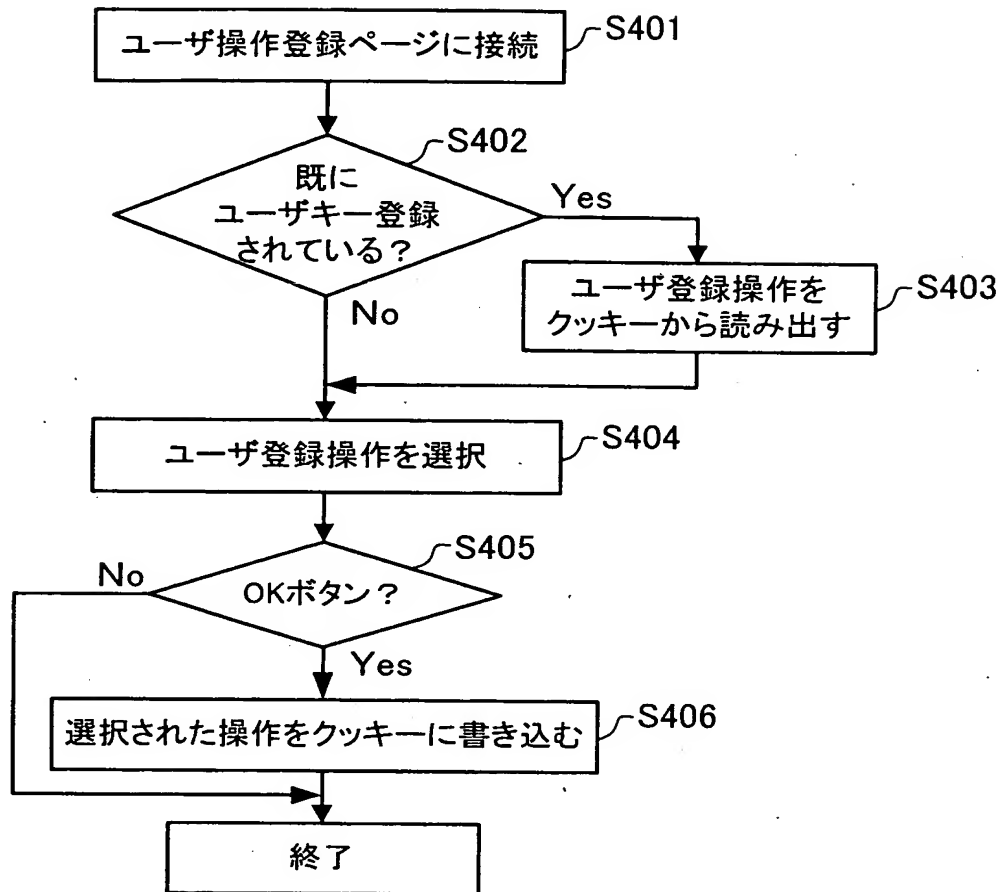 ユーザ操作登録ページに接続
S401
S402
既に
ユーザキー登録
されている?
Yes
No
ユーザ登録操作を
クッキーから読み出す
S403
ユーザ登録操作を選択
S404
S405
OKボタン?
No
Yes
選択された操作をクッキーに書き込む
S406
終了